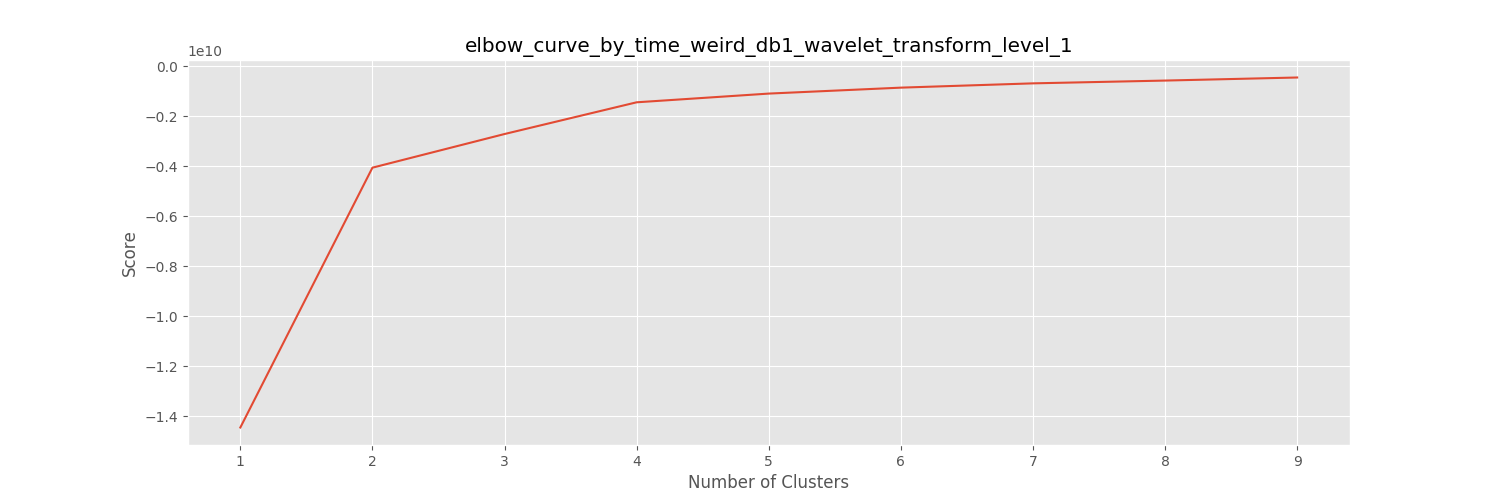 elbow_curve_by_time_weird_db1_wavelet_transform_level_1
1e10
0.0
−0.2
−0.4
−0.6
−0.8
−1.0
−1.2
−1.4
Score
1 2 3 4 5 6 7 8 9
Number of Clusters